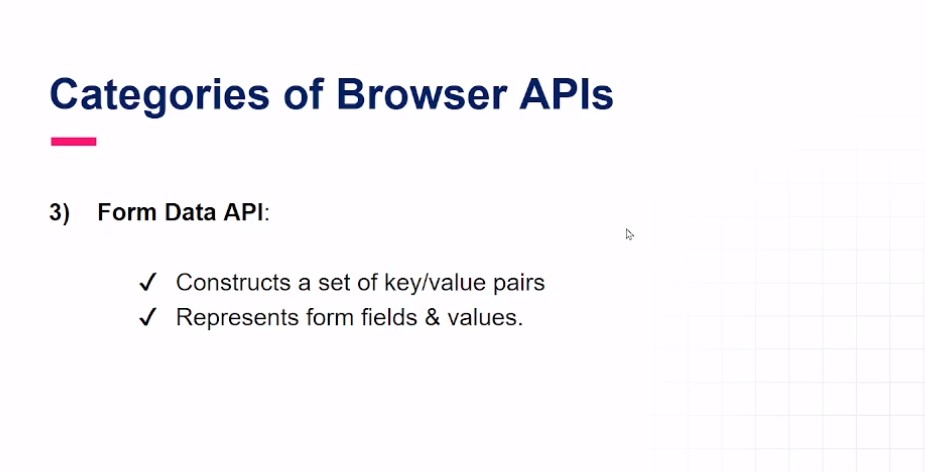 Categories of Browser APIs
3) Form Data API:
✓ Constructs a set of key/value pairs
✓ Represents form fields & values.